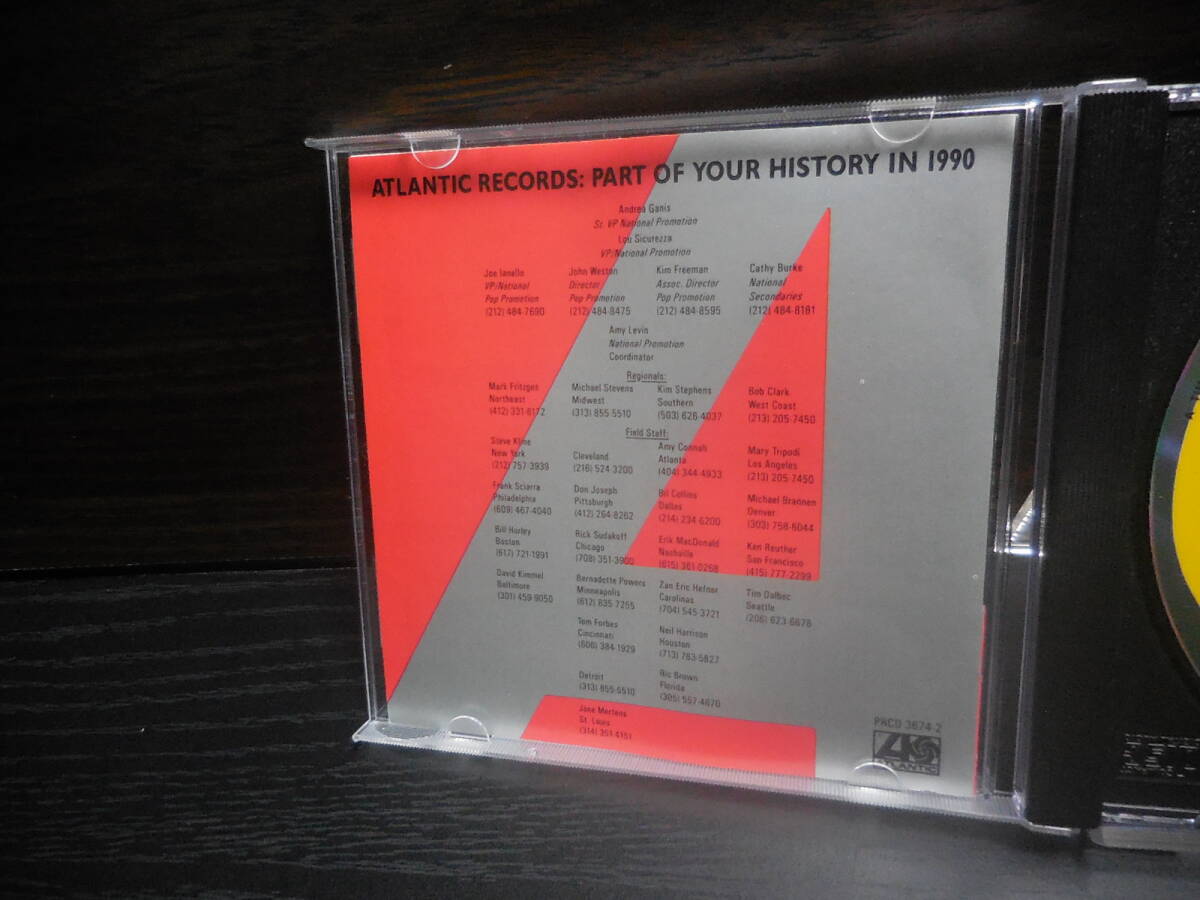 ATLANTIC RECORDS: PART OF YOUR HISTORY IN 1990
Andrea Ganis
Sr. VP National Promotion
Lou Sicurezza
VP/National Promotion
Joe Ianello
VP/National
Pop Promotion
(212) 484-7690
John Weston
Director
Pop Promotion
(212) 484-8475
Kim Freeman
Assoc. Director
Pop Promotion
(212) 484-8595
Cathy Burke
National
Secondaries
(212) 484-8181
Amy Levin
National Promotion
Coordinator
Regionals:
Mark Fritzges
Northeast
(412) 331-6172
Michael Stevens
Midwest
(313) 855-5510
Kim Stephens
Southern
(503) 626-4037
Bob Clark
West Coast
(213) 205-7450
Field Staff:
Steve Kline
New York
(212) 757-3939
Cleveland
(216) 524-3200
Amy Connah
Atlanta
(404) 344-4933
Mary Tripodi
Los Angeles
(213) 205-7450
Frank Sciarra
Philadelphia
(609) 467-4040
Don Joseph
Pittsburgh
(412) 264-8262
Bil Collins
Dallas
(214) 234-6200
Michael Brannen
Denver
(303) 758-6044
Bill Hurley
Boston
(617) 721-1991
Rick Sudakoff
Chicago
(708) 351-3900
Erik MacDonald
Nashville
(615) 361-0268
Ken Reuther
San Francisco
(415) 777-2299
David Kimmel
Baltimore
(301) 459-9050
Bernadette Powers
Minneapolis
(612) 835-7255
Zan Eric Hefner
Carolinas
(704) 545-3721
Tim Dalbec
Seattle
(206) 623-6678
Tom Forbes
Cincinnati
(606) 384-1929
Neil Harrison
Houston
(713) 783-5827
Detroit
(313) 855-5510
Ric Brown
Florida
(305) 557-4670
Jane Mertens
St. Louis
(314) 351-4151
PRCD 3674-2
ATLANTIC